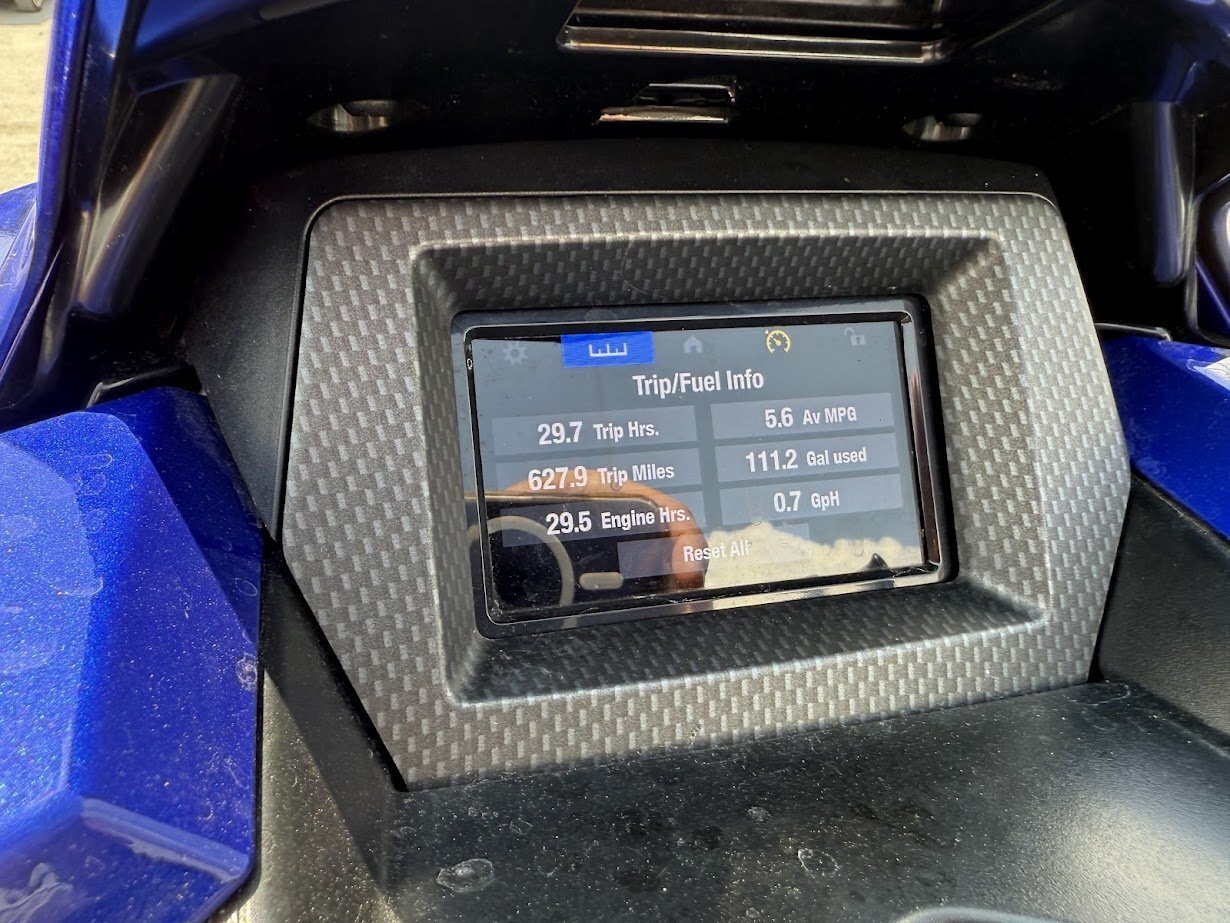 Trip/Fuel Info
29.7 Trip Hrs.
5.6 Av MPG
627.9 Trip Miles
111.2 Gal used
29.5 Engine Hrs.
0.7 GpH
Reset All